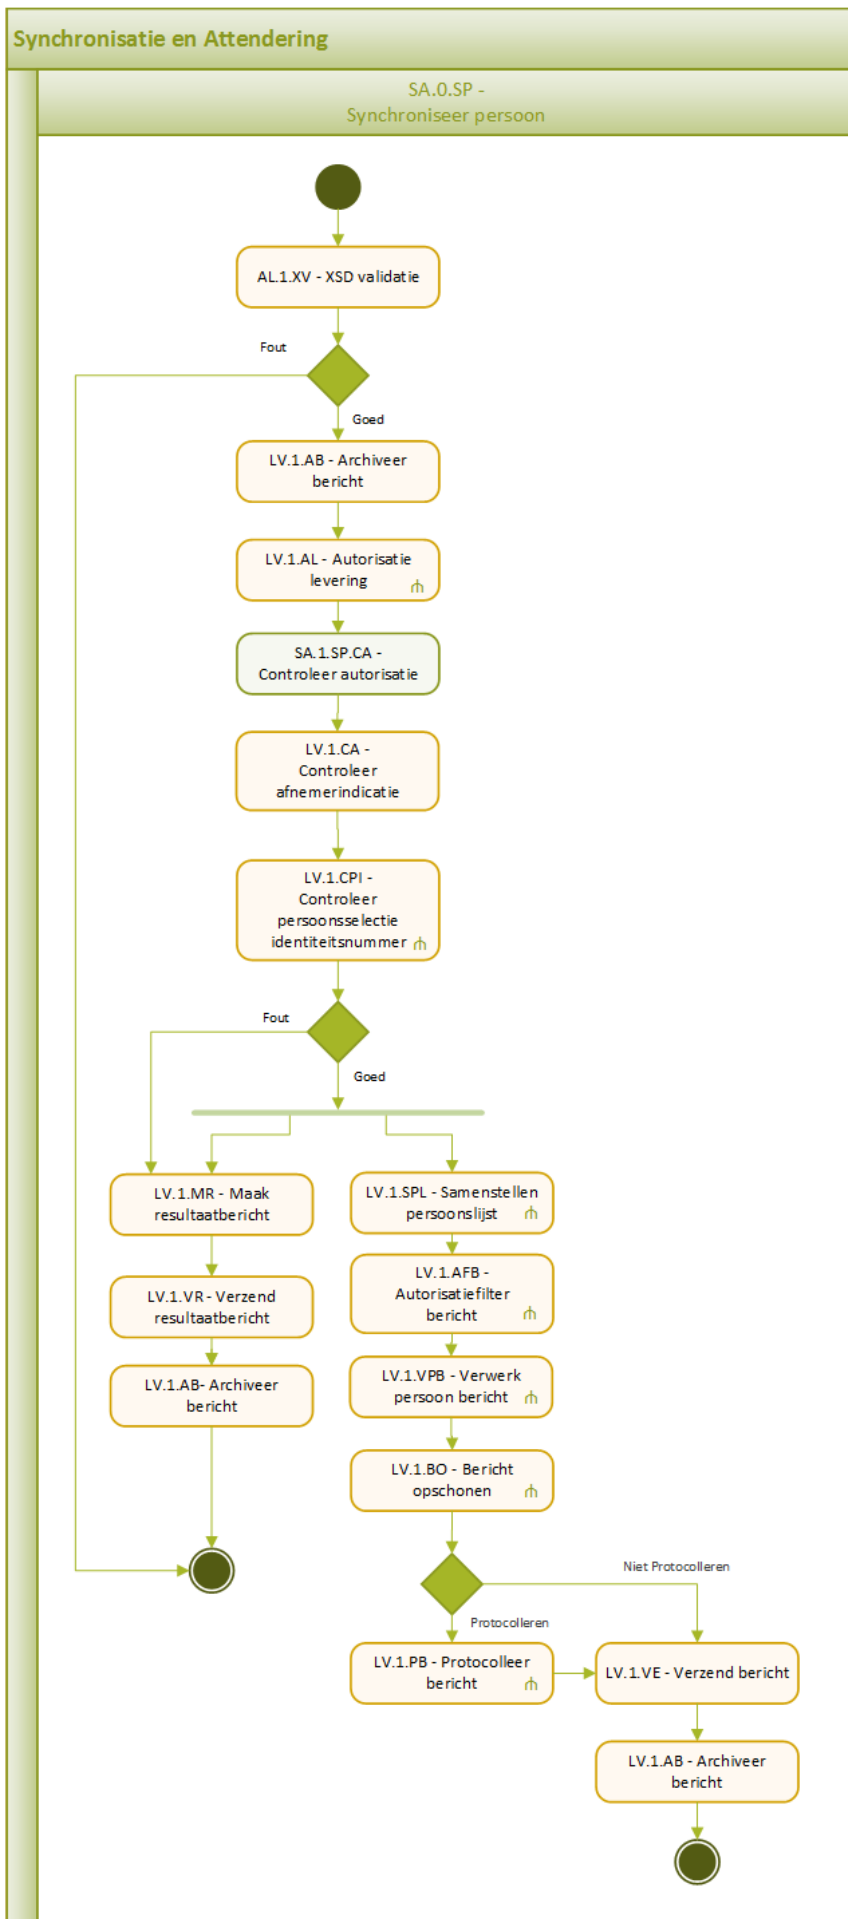 Synchronisatie en Attendering
SA.0.SP -
Synchroniseer persoon
AL.1.XV - XSD validatie
Fout
Goed
LV.1.AB - Archiveer
bericht
LV.1.AL - Autorisatie
levering
SA.1.SP.CA -
Controleer autorisatie
LV.1.CA -
Controleer
afnemerindicatie
LV.1.CPI -
Controleer
persoonsselectie
identiteitsnummer
Fout
Goed
LV.1.MR - Maak
resultaatbericht
LV.1.VR - Verzend
resultaatbericht
LV.1.AB- Archiveer
bericht
LV.1.SPL - Samenstellen
persoonslijst
LV.1.AFB -
Autorisatiefilter
bericht
LV.1.VPB - Verwerk
persoon bericht
LV.1.BO - Bericht
opschonen
Niet Protocolleren
Protocolleren
LV.1.PB - Protocolleer
bericht
LV.1.VE - Verzend bericht
LV.1.AB - Archiveer
bericht